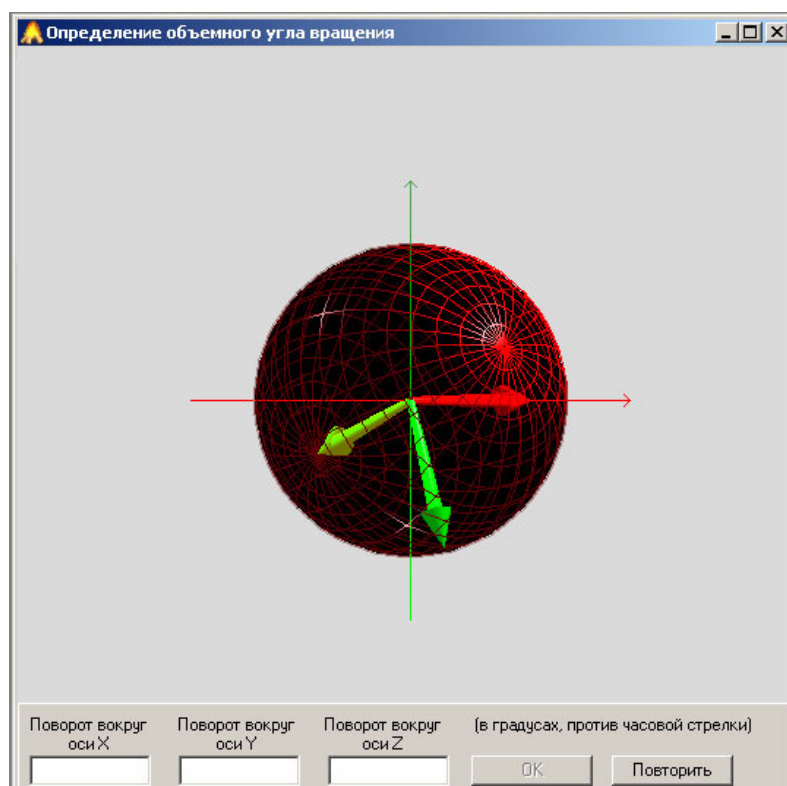 Определение объемного угла вращения
Поворот вокруг
оси X
Поворот вокруг
оси Y
Поворот вокруг
оси Z
(в градусах, против часовой стрелки)
OK
Повторить